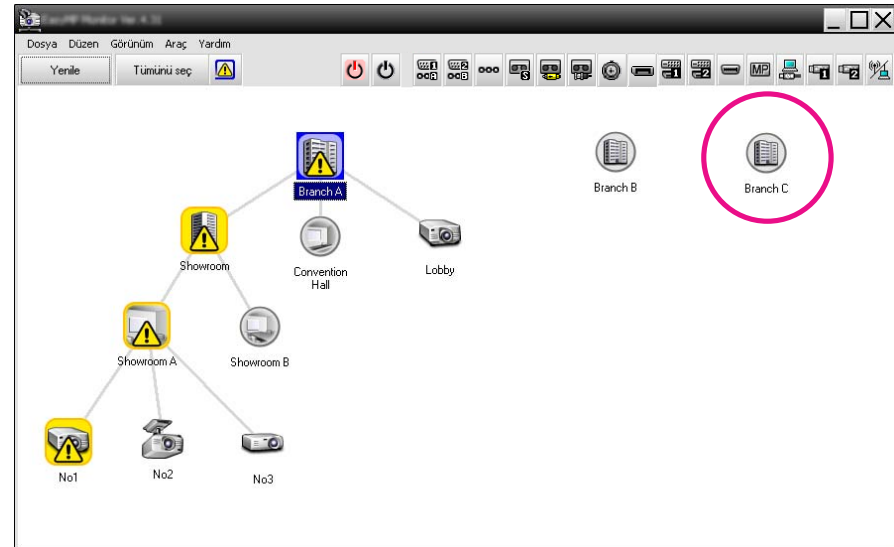 Dosya Düzen Görünüm Araç Yardım
Yenile Tümünü seç
MP
Branch A
Branch B
Branch C
Showroom
Convention
Hall
Lobby
Showroom A
Showroom B
No1
No2
No3